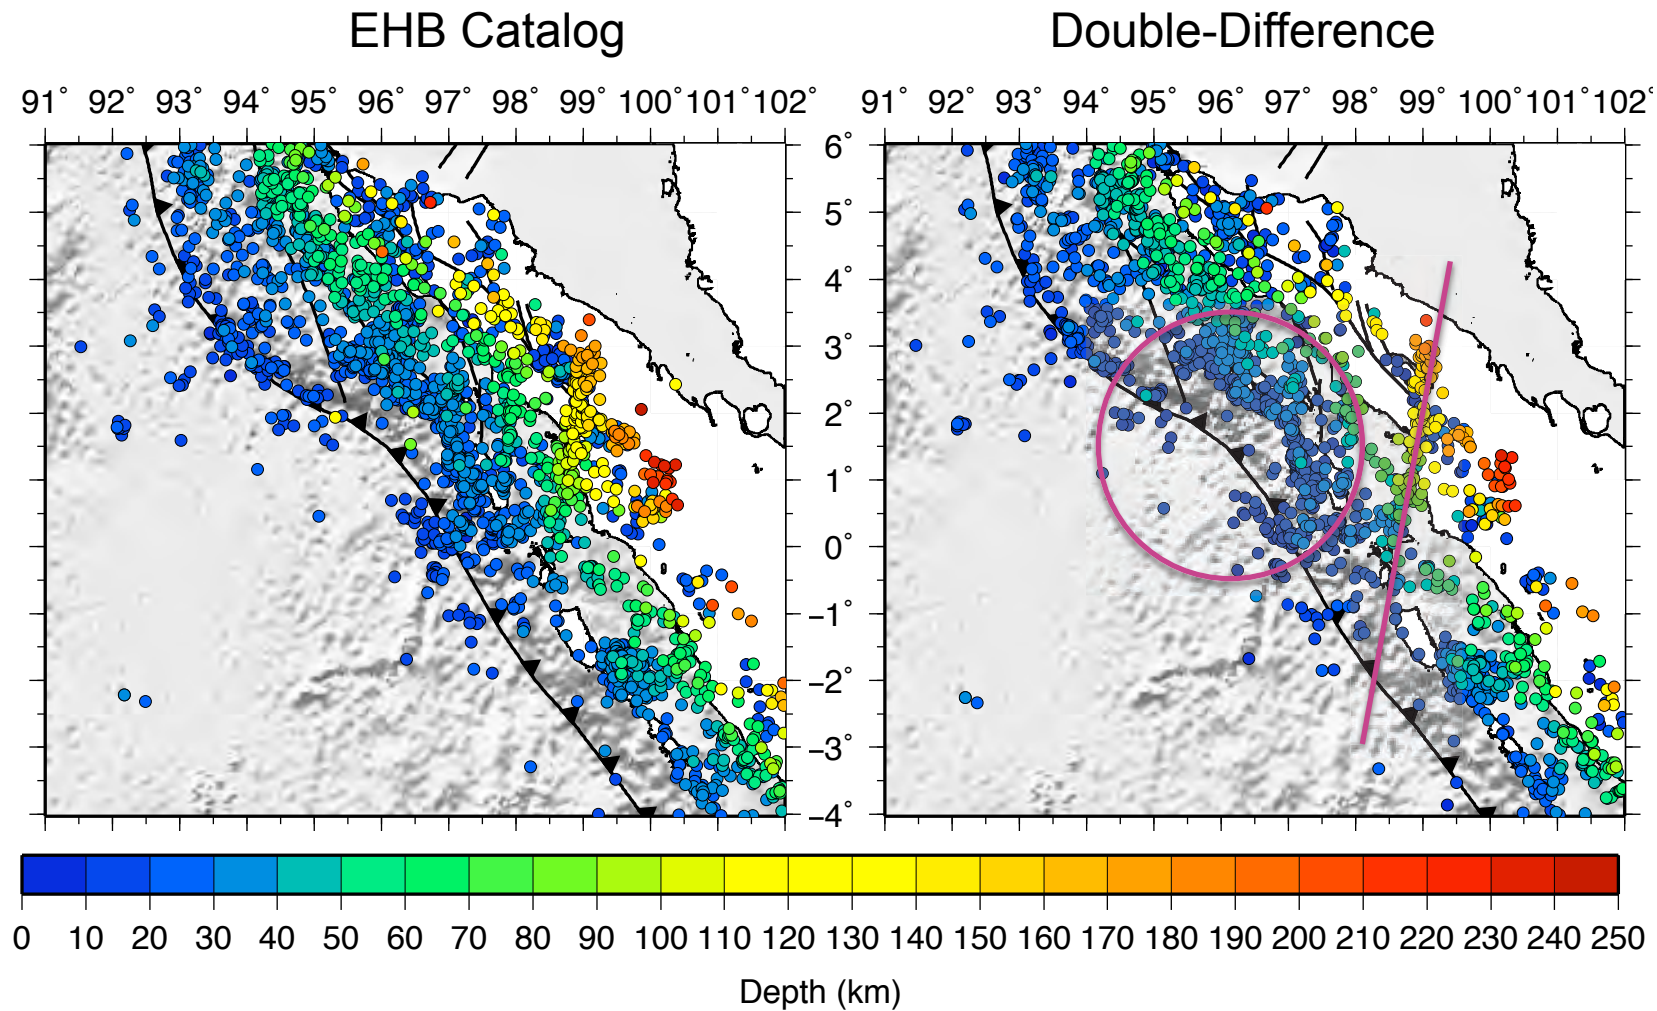 EHB Catalog Double-Difference
91° 92° 93° 94° 95° 96° 97° 98° 99° 100° 101° 102° 91° 92° 93° 94° 95° 96° 97° 98° 99° 100° 101° 102°
6°
5°
4°
3°
2°
1°
0°
−1°
−2°
−3°
−4°
0 10 20 30 40 50 60 70 80 90 100 110 120 130 140 150 160 170 180 190 200 210 220 230 240 250
Depth (km)